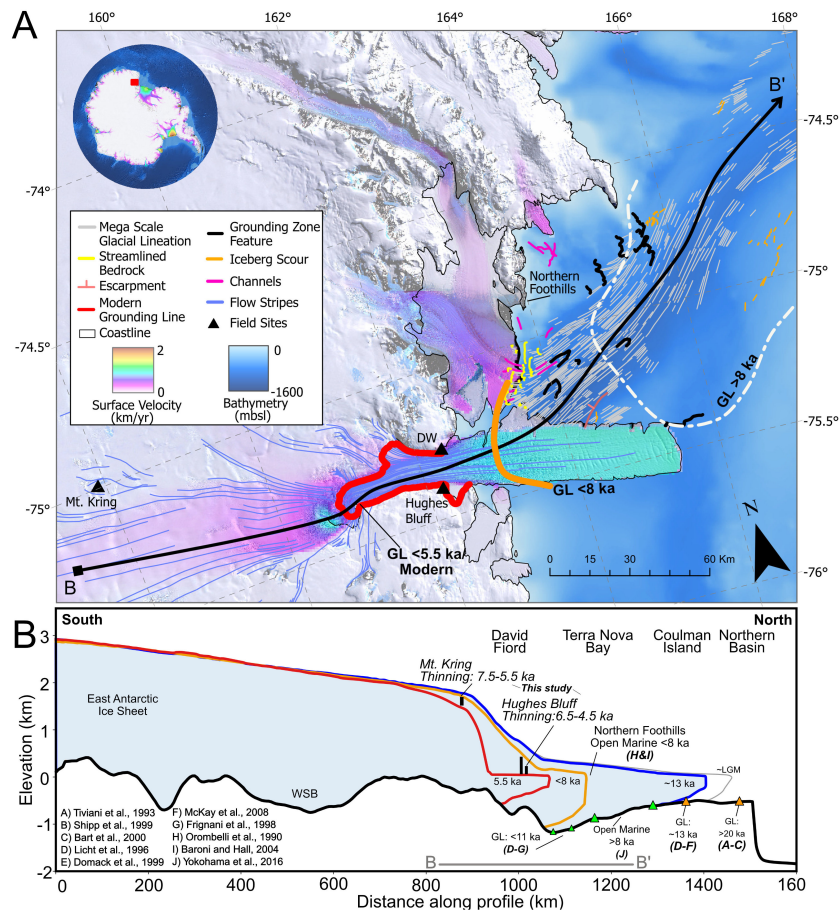 A
160°
162°
164°
166°
168°
B'
-74.5°
-74°
-75°
Mega Scale
Glacial Lineation
Streamlined
Bedrock
Escarpment
Modern
Grounding Line
Coastline
Grounding Zone
Feature
Iceberg Scour
Channels
Flow Stripes
Field Sites
2
0
Surface Velocity
(km/yr)
0
-1600
Bathymetry
(mbsl)
Northern
Foothills
-74.5°
GL >8 ka
-75.5°
DW
GL <8 ka
Mt. Kring
Hughes
Bluff
-75°
GL <5.5 ka/
Modern
N
B
0 10 20 40 60 Km
-76°
B
South
North
David
Fiord
Terra Nova
Bay
Coulman
Island
Northern
Basin
Mt. Kring
Thinning: 7.5-5.5 ka
This study
Hughes Bluff
Thinning:6.5-4.5 ka
East Antarctic
Ice Sheet
Northern Foothills
Open Marine <8 ka
(H&I)
5.5 ka
<8 ka
~13 ka
~LGM
WSB
GL: <11 ka
(D-G)
Open Marine
>8 ka
(J)
GL:
~13 ka
(D-F)
GL:
>20 ka
(A-C)
A) Tiviani et al., 1993
B) Shipp et al., 1999
C) Bart et al., 2000
D) Licht et al., 1996
E) Domack et al., 1999
F) McKay et al., 2008
G) Frignani et al., 1998
H) Orombelli et al., 1990
I) Baroni and Hall, 2004
J) Yokohama et al., 2016
B
B'
3
2
1
0
-1
-2
Elevation (km)
0 200 400 600 800 1000 1200 1400 1600
Distance along profile (km)